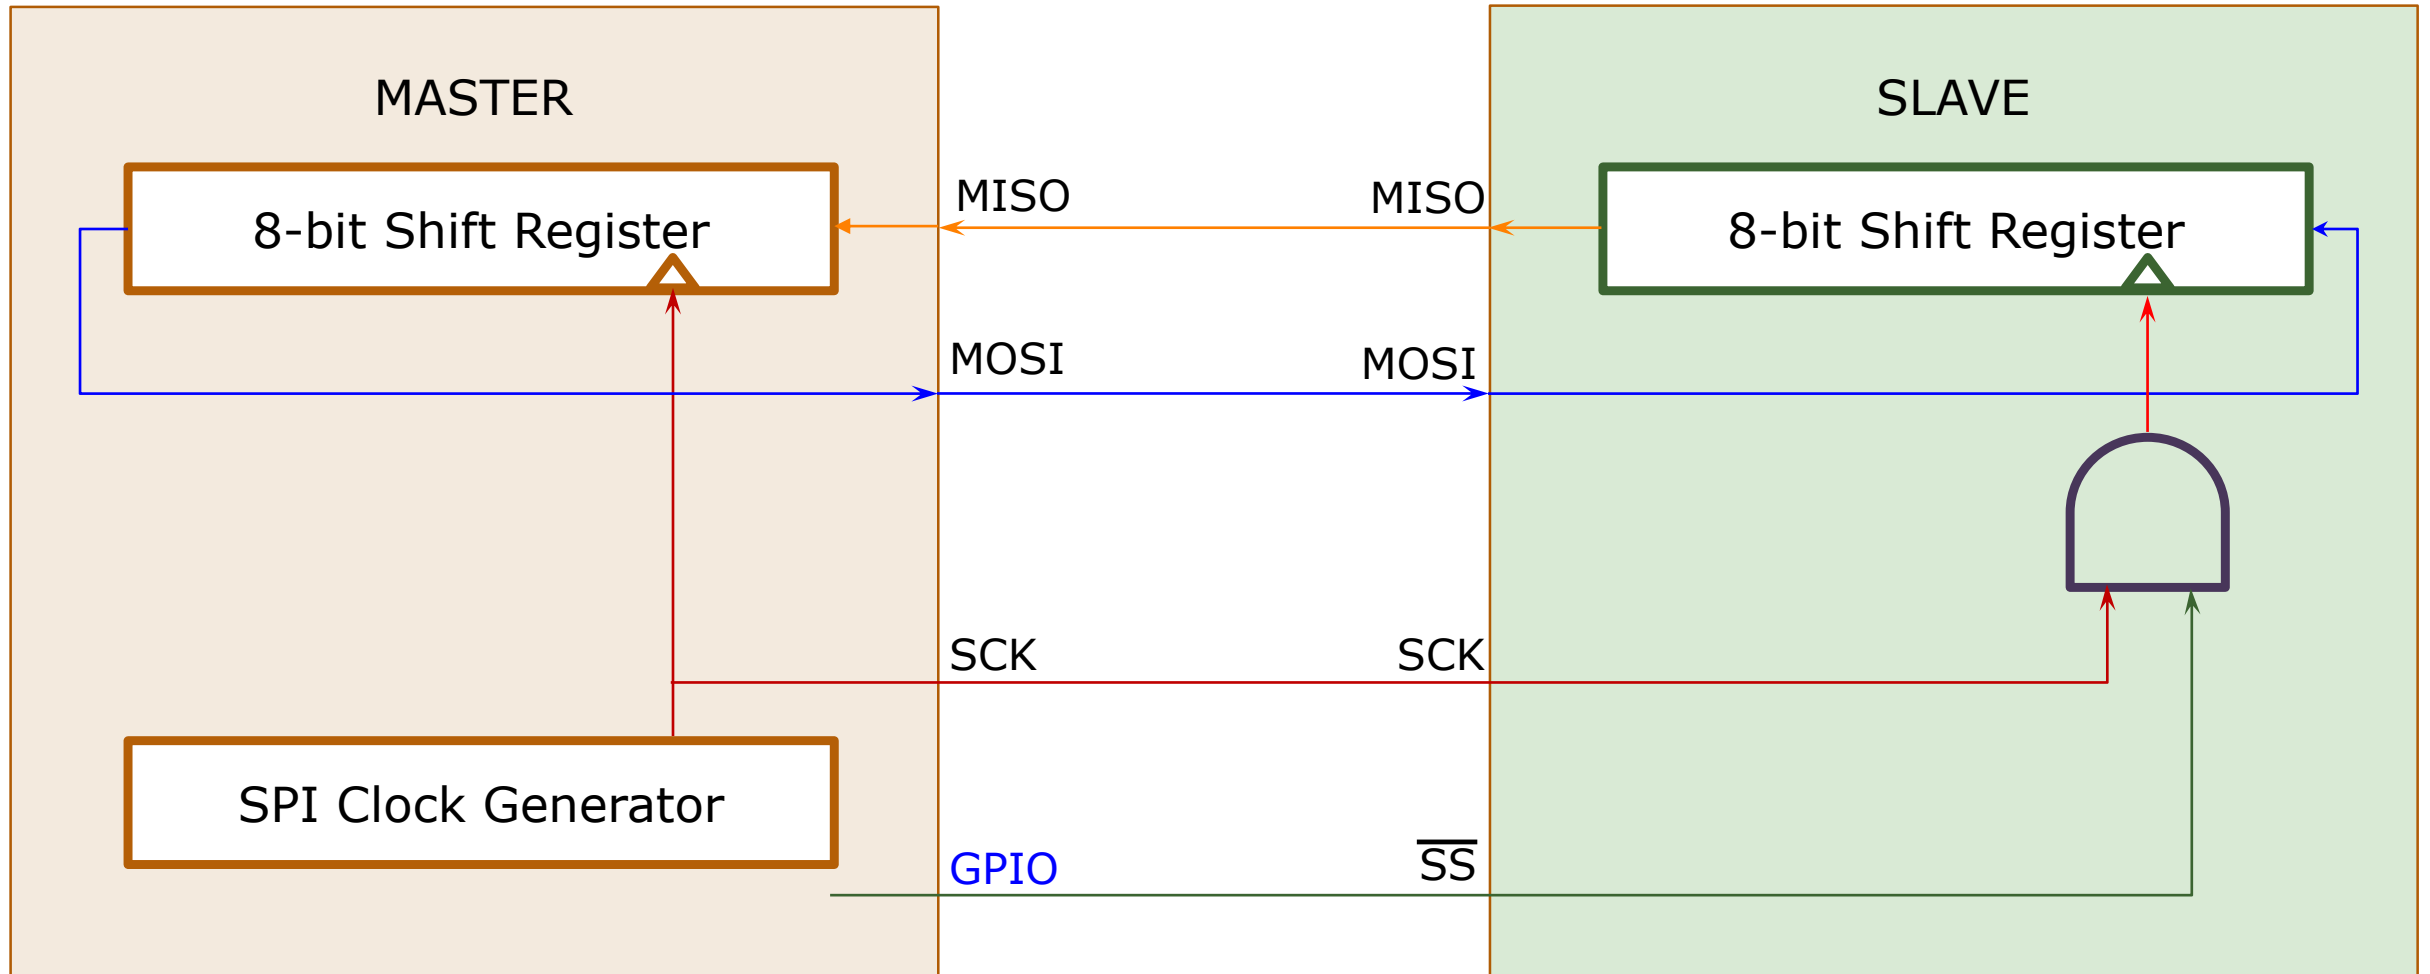 MASTER
SLAVE
8-bit Shift Register
MISO
MISO
8-bit Shift Register
MOSI
MOSI
SCK
SCK
SPI Clock Generator
GPIO
S̅S̅